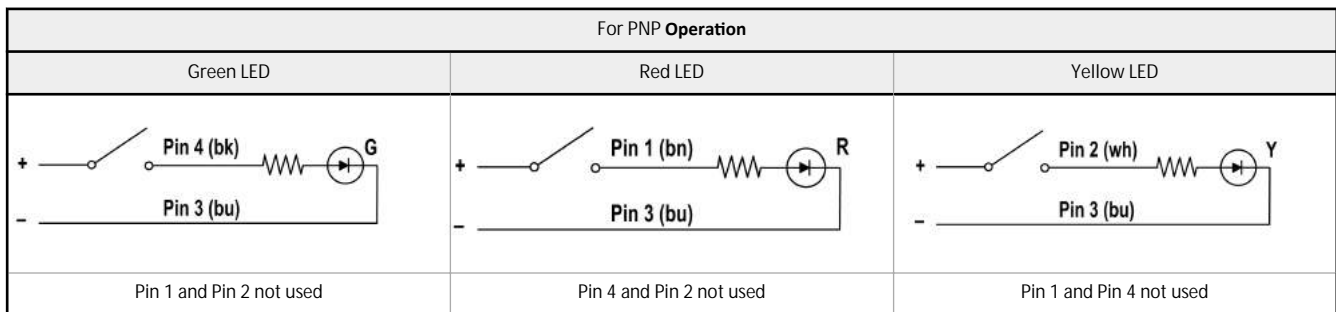 For PNP Operation
Green LED
Red LED
Yellow LED
+ Pin 4 (bk) G
– Pin 3 (bu)
+ Pin 1 (bn) R
– Pin 3 (bu)
+ Pin 2 (wh) Y
– Pin 3 (bu)
Pin 1 and Pin 2 not used
Pin 4 and Pin 2 not used
Pin 1 and Pin 4 not used